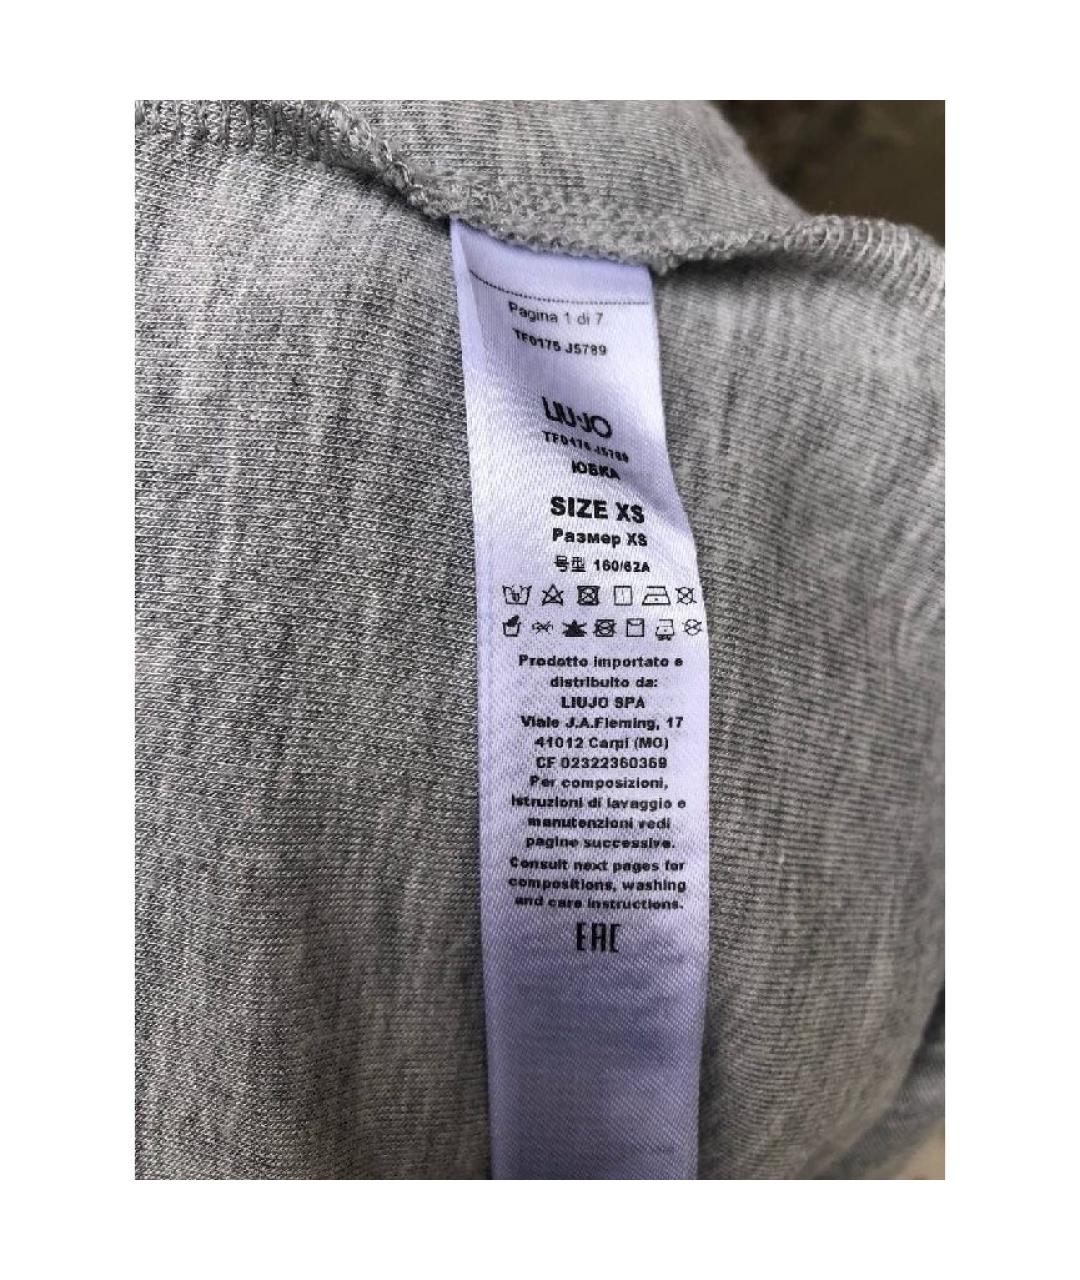 Pagina 1 di 7
TF0175 J5789
LIU·JO
TF0175 J5789
ЮБКА
SIZE XS
Размер XS
号型 160/62A
Prodotto importato e
distribuito da:
LIUJO SPA
Viale J.A.Fleming, 17
41012 Carpi (MO)
CF 02322360369
Per composizioni,
istruzioni di lavaggio e
manutenzioni vedi
pagine successive.
Consult next pages for
compositions, washing
and care instructions.
EAC